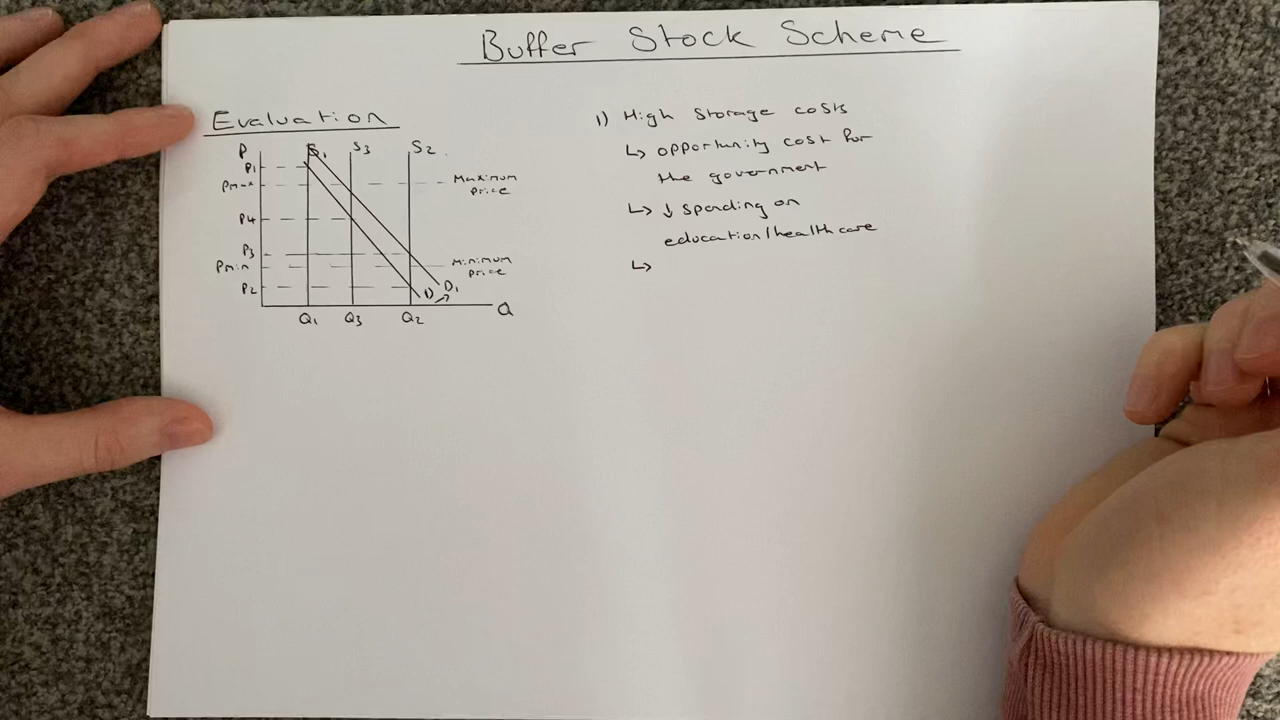 Buffer Stock Scheme
Evaluation
P
S1
S3
S2
P1
Pmax
Maximum
Price
P4
P3
Pmin
Minimum
Price
P2
D
D1
Q1
Q3
Q2
Q
1) High Storage costs
↳ opportunity cost for
the government
↳ ↓ spending on
education/healthcare
↳